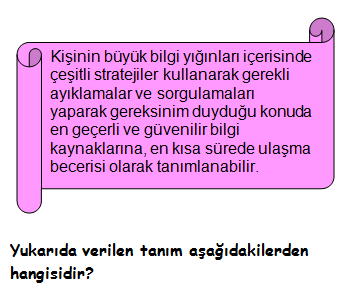 Kişinin büyük bilgi yığınları içerisinde
çeşitli stratejiler kullanarak gerekli
ayıklamalar ve sorgulamaları
yaparak gereksinim duyduğu konuda
en geçerli ve güvenilir bilgi
kaynaklarına, en kısa sürede ulaşma
becerisi olarak tanımlanabilir.
Yukarıda verilen tanım aşağıdakilerden
hangisidir?